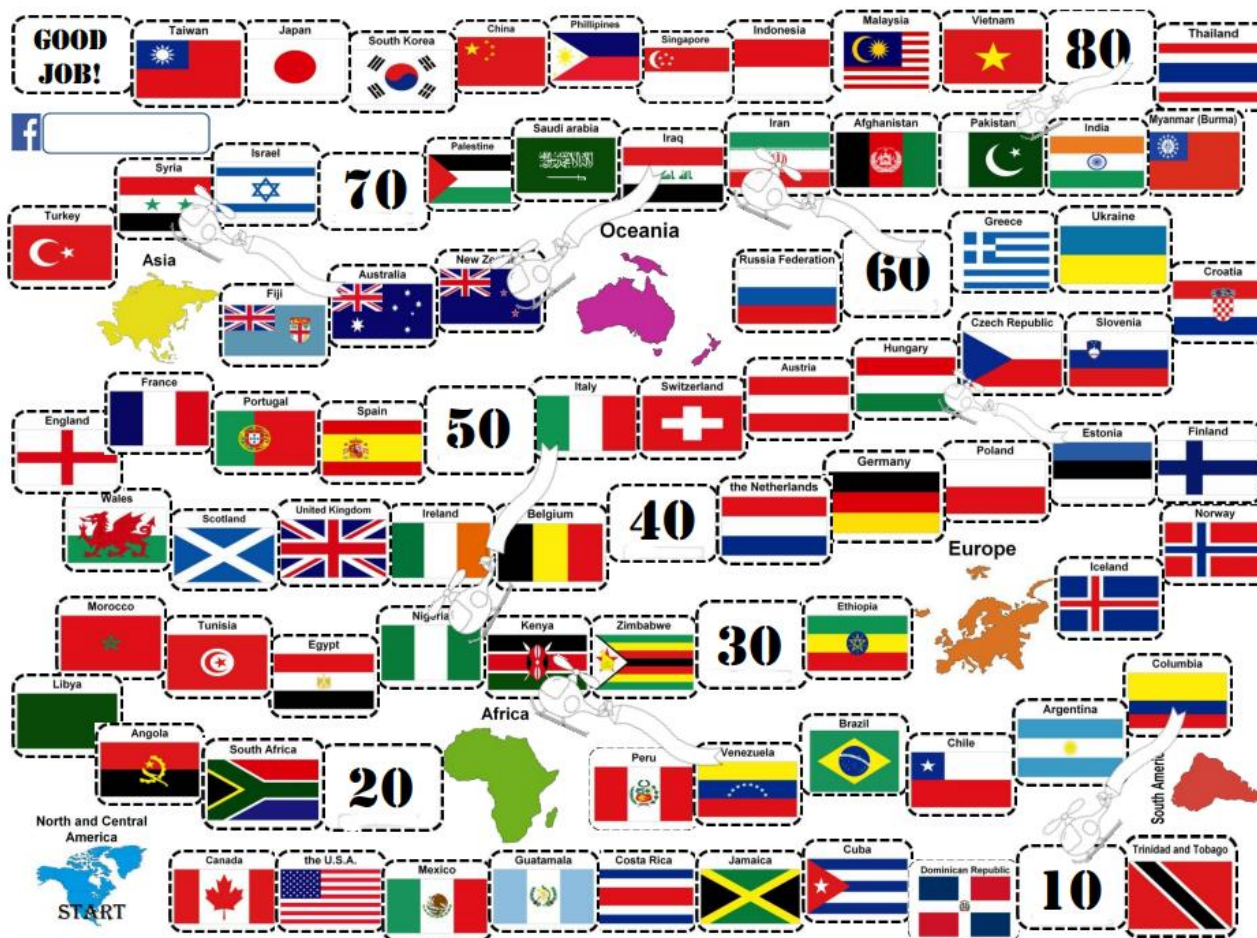 GOOD
JOB!
Taiwan
Japan
South Korea
China
Phillipines
Singapore
Indonesia
Malaysia
Vietnam
80
Thailand
f
Turkey
Syria
Israel
70
Palestine
Saudi arabia
Iraq
Iran
Afghanistan
Pakistan
India
Myanmar (Burma)
Asia
Fiji
Australia
New
Oceania
Russia Federation
60
Greece
Ukraine
Croatia
England
France
Portugal
Spain
50
Italy
Switzerland
Austria
Hungary
Czech Republic
Slovenia
Wales
Scotland
United Kingdom
Ireland
Belgium
40
the Netherlands
Germany
Poland
Estonia
Finland
Norway
Iceland
Europe
Morocco
Tunisia
Egypt
Nigeria
Kenya
Zimbabwe
30
Ethiopia
Libya
Angola
South Africa
20
Africa
Peru
Venezuela
Brazil
Chile
Argentina
Columbia
South America
North and Central
America
START
Canada
the U.S.A.
Mexico
Guatamala
Costa Rica
Jamaica
Cuba
Dominican Republic
10
Trinidad and Tobago